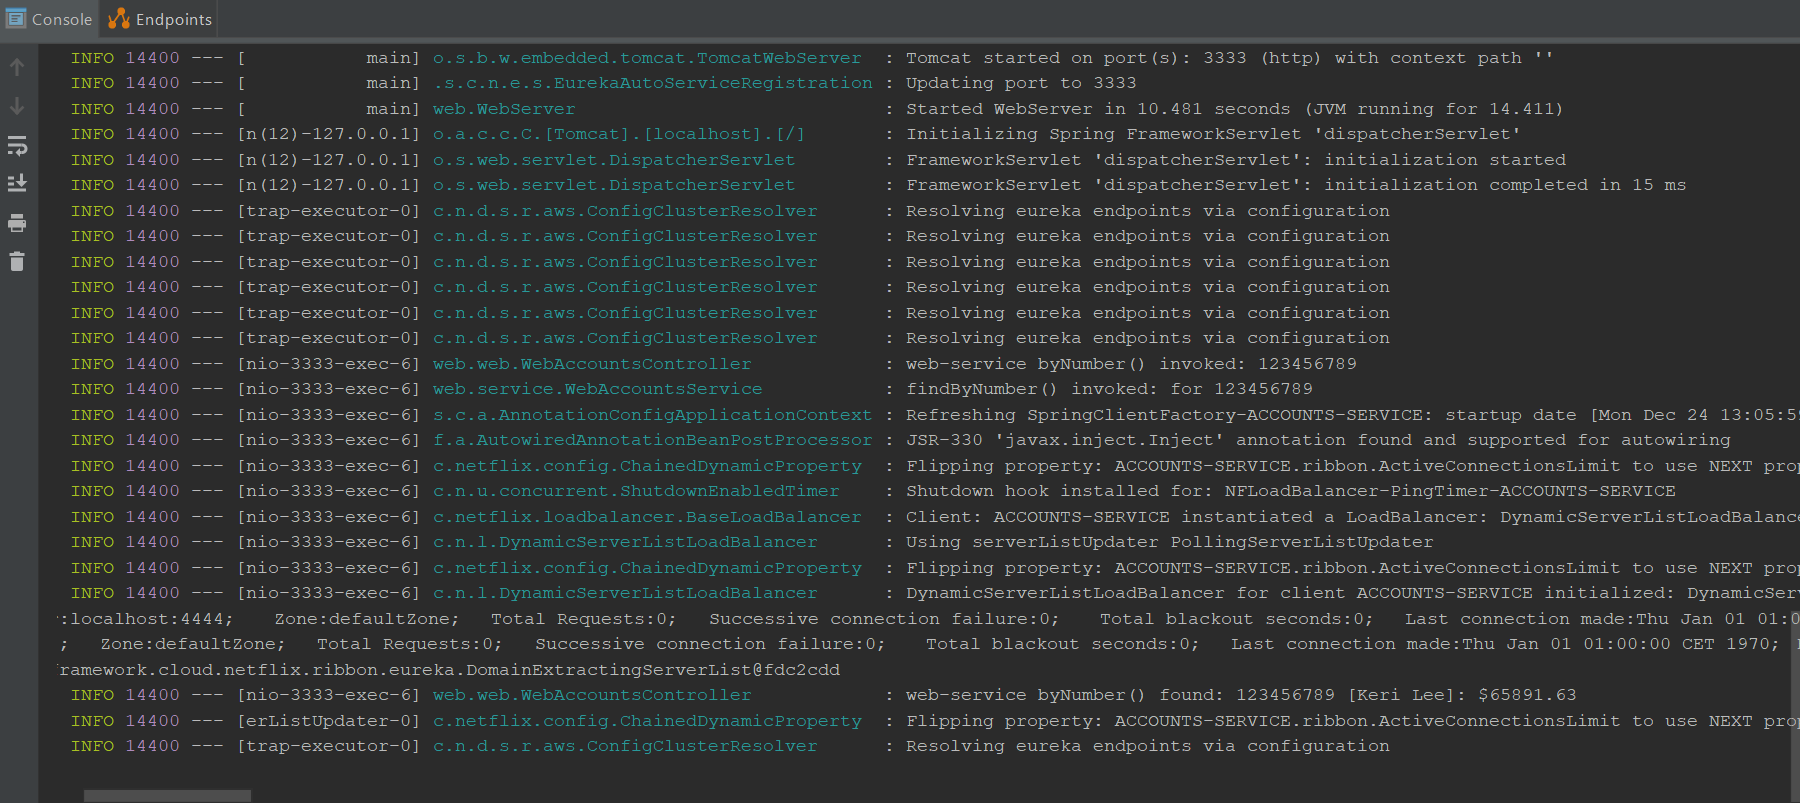 Console Endpoints
INFO 14400 --- [           main] o.s.b.w.embedded.tomcat.TomcatWebServer  : Tomcat started on port(s): 3333 (http) with context path ''
INFO 14400 --- [           main] .s.c.n.e.s.EurekaAutoServiceRegistration : Updating port to 3333
INFO 14400 --- [           main] web.WebServer                            : Started WebServer in 10.481 seconds (JVM running for 14.411)
INFO 14400 --- [n(12)-127.0.0.1] o.a.c.c.C.[Tomcat].[localhost].[/]       : Initializing Spring FrameworkServlet 'dispatcherServlet'
INFO 14400 --- [n(12)-127.0.0.1] o.s.web.servlet.DispatcherServlet        : FrameworkServlet 'dispatcherServlet': initialization started
INFO 14400 --- [n(12)-127.0.0.1] o.s.web.servlet.DispatcherServlet        : FrameworkServlet 'dispatcherServlet': initialization completed in 15 ms
INFO 14400 --- [trap-executor-0] c.n.d.s.r.aws.ConfigClusterResolver      : Resolving eureka endpoints via configuration
INFO 14400 --- [trap-executor-0] c.n.d.s.r.aws.ConfigClusterResolver      : Resolving eureka endpoints via configuration
INFO 14400 --- [trap-executor-0] c.n.d.s.r.aws.ConfigClusterResolver      : Resolving eureka endpoints via configuration
INFO 14400 --- [trap-executor-0] c.n.d.s.r.aws.ConfigClusterResolver      : Resolving eureka endpoints via configuration
INFO 14400 --- [trap-executor-0] c.n.d.s.r.aws.ConfigClusterResolver      : Resolving eureka endpoints via configuration
INFO 14400 --- [trap-executor-0] c.n.d.s.r.aws.ConfigClusterResolver      : Resolving eureka endpoints via configuration
INFO 14400 --- [nio-3333-exec-6] web.web.WebAccountsController            : web-service byNumber() invoked: 123456789
INFO 14400 --- [nio-3333-exec-6] web.service.WebAccountsService           : findByNumber() invoked: for 123456789
INFO 14400 --- [nio-3333-exec-6] s.c.a.AnnotationConfigApplicationContext : Refreshing SpringClientFactory-ACCOUNTS-SERVICE: startup date [Mon Dec 24 13:05:59
INFO 14400 --- [nio-3333-exec-6] f.a.AutowiredAnnotationBeanPostProcessor : JSR-330 'javax.inject.Inject' annotation found and supported for autowiring
INFO 14400 --- [nio-3333-exec-6] c.netflix.config.ChainedDynamicProperty  : Flipping property: ACCOUNTS-SERVICE.ribbon.ActiveConnectionsLimit to use NEXT prop
INFO 14400 --- [nio-3333-exec-6] c.n.u.concurrent.ShutdownEnabledTimer    : Shutdown hook installed for: NFLoadBalancer-PingTimer-ACCOUNTS-SERVICE
INFO 14400 --- [nio-3333-exec-6] c.netflix.loadbalancer.BaseLoadBalancer  : Client: ACCOUNTS-SERVICE instantiated a LoadBalancer: DynamicServerListLoadBalance
INFO 14400 --- [nio-3333-exec-6] c.n.l.DynamicServerListLoadBalancer      : Using serverListUpdater PollingServerListUpdater
INFO 14400 --- [nio-3333-exec-6] c.netflix.config.ChainedDynamicProperty  : Flipping property: ACCOUNTS-SERVICE.ribbon.ActiveConnectionsLimit to use NEXT prop
INFO 14400 --- [nio-3333-exec-6] c.n.l.DynamicServerListLoadBalancer      : DynamicServerListLoadBalancer for client ACCOUNTS-SERVICE initialized: DynamicServ
:localhost:4444;    Zone:defaultZone;   Total Requests:0;   Successive connection failure:0;    Total blackout seconds:0;   Last connection made:Thu Jan 01 01:0
;   Zone:defaultZone;   Total Requests:0;   Successive connection failure:0;    Total blackout seconds:0;   Last connection made:Thu Jan 01 01:00:00 CET 1970;
ramework.cloud.netflix.ribbon.eureka.DomainExtractingServerList@fdc2cdd
INFO 14400 --- [nio-3333-exec-6] web.web.WebAccountsController            : web-service byNumber() found: 123456789 [Keri Lee]: $65891.63
INFO 14400 --- [erListUpdater-0] c.netflix.config.ChainedDynamicProperty  : Flipping property: ACCOUNTS-SERVICE.ribbon.ActiveConnectionsLimit to use NEXT prop
INFO 14400 --- [trap-executor-0] c.n.d.s.r.aws.ConfigClusterResolver      : Resolving eureka endpoints via configuration